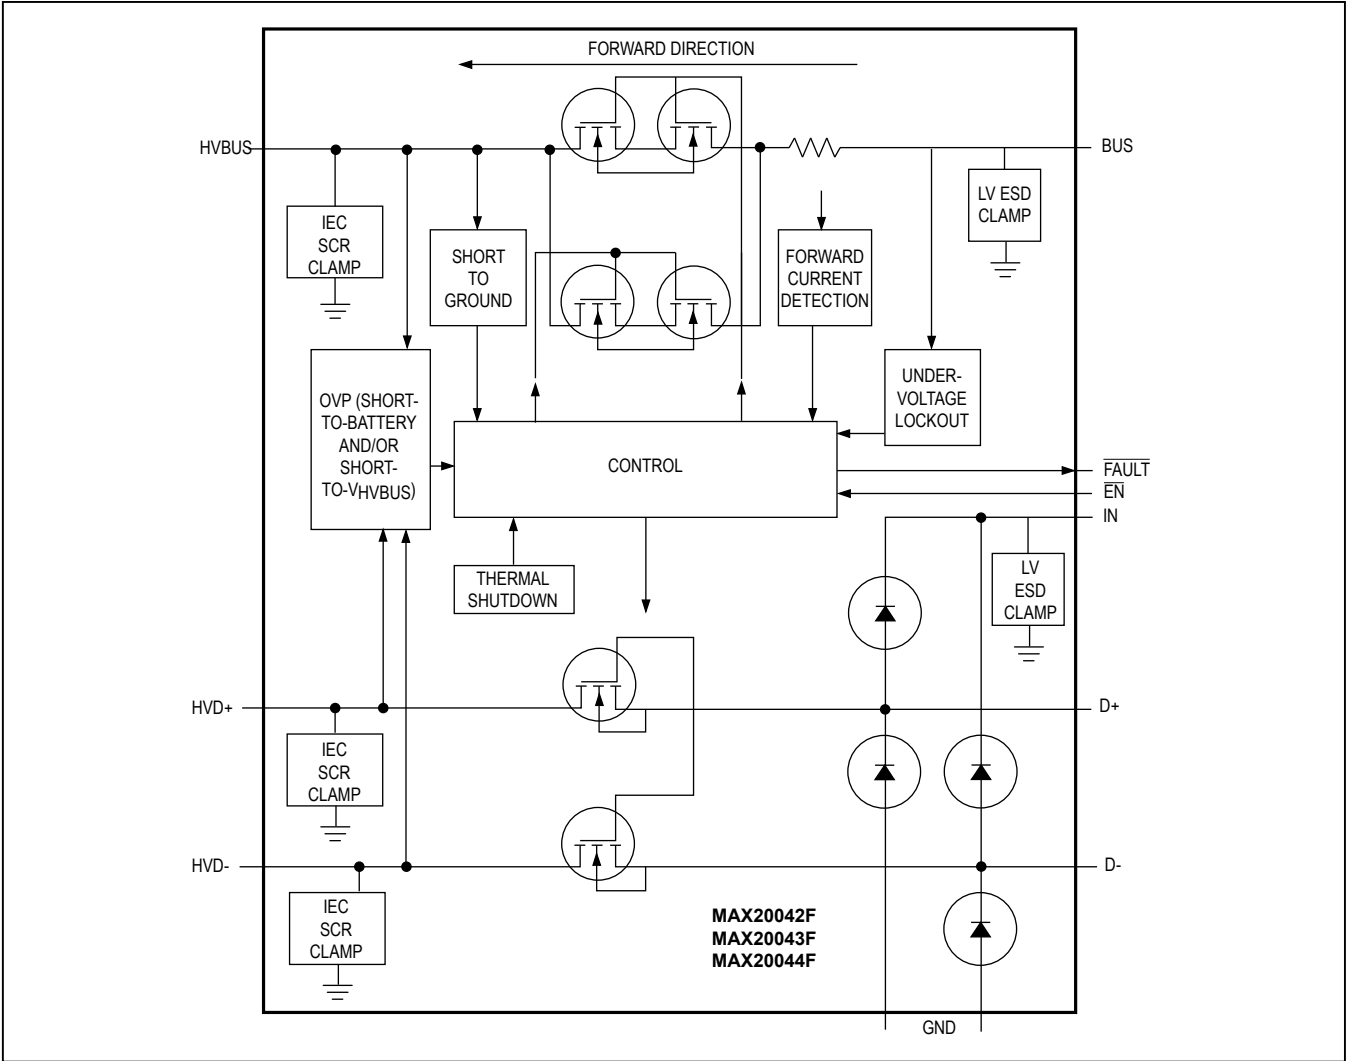 FORWARD DIRECTION
HVBUS
BUS
IEC
SCR
CLAMP
SHORT
TO
GROUND
FORWARD
CURRENT
DETECTION
LV ESD
CLAMP
OVP (SHORT-
TO-BATTERY
AND/OR
SHORT-
TO-VHVBUS)
UNDER-
VOLTAGE
LOCKOUT
CONTROL
FAULT
EN
IN
THERMAL
SHUTDOWN
LV
ESD
CLAMP
HVD+
D+
IEC
SCR
CLAMP
HVD-
D-
IEC
SCR
CLAMP
MAX20042F
MAX20043F
MAX20044F
GND